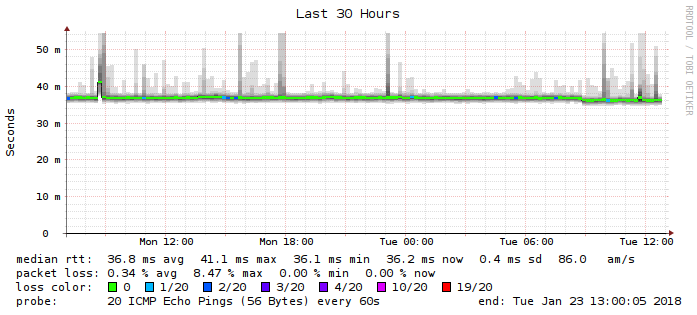 Last 30 Hours
RRDTOOL / TOBI OETIKER
Seconds
50 m
40 m
30 m
20 m
10 m
0
Mon 12:00 Mon 18:00 Tue 00:00 Tue 06:00 Tue 12:00
median rtt: 36.8 ms avg 41.1 ms max 36.1 ms min 36.2 ms now 0.4 ms sd 86.0 am/s
packet loss: 0.34 % avg 8.47 % max 0.00 % min 0.00 % now
loss color: 0 1/20 2/20 3/20 4/20 10/20 19/20
probe: 20 ICMP Echo Pings (56 Bytes) every 60s end: Tue Jan 23 13:00:05 2018